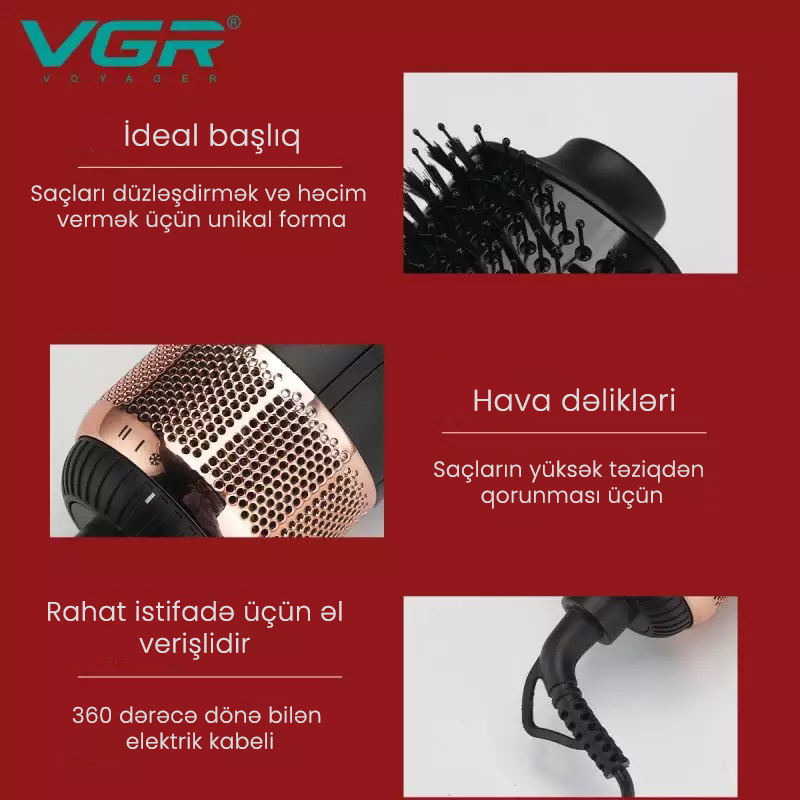 VGR®
VOYAGER
İdeal başlıq
Saçları düzləşdirmək və həcim
vermək üçün unikal forma
Hava dəlikləri
Saçların yüksək təziqdən
qorunması üçün
Rahat istifadə üçün əl
verişlidir
360 dərəcə dönə bilən
elektrik kabeli